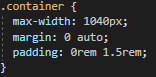 .container {
  max-width: 1040px;
  margin: 0 auto;
  padding: 0rem 1.5rem;
}